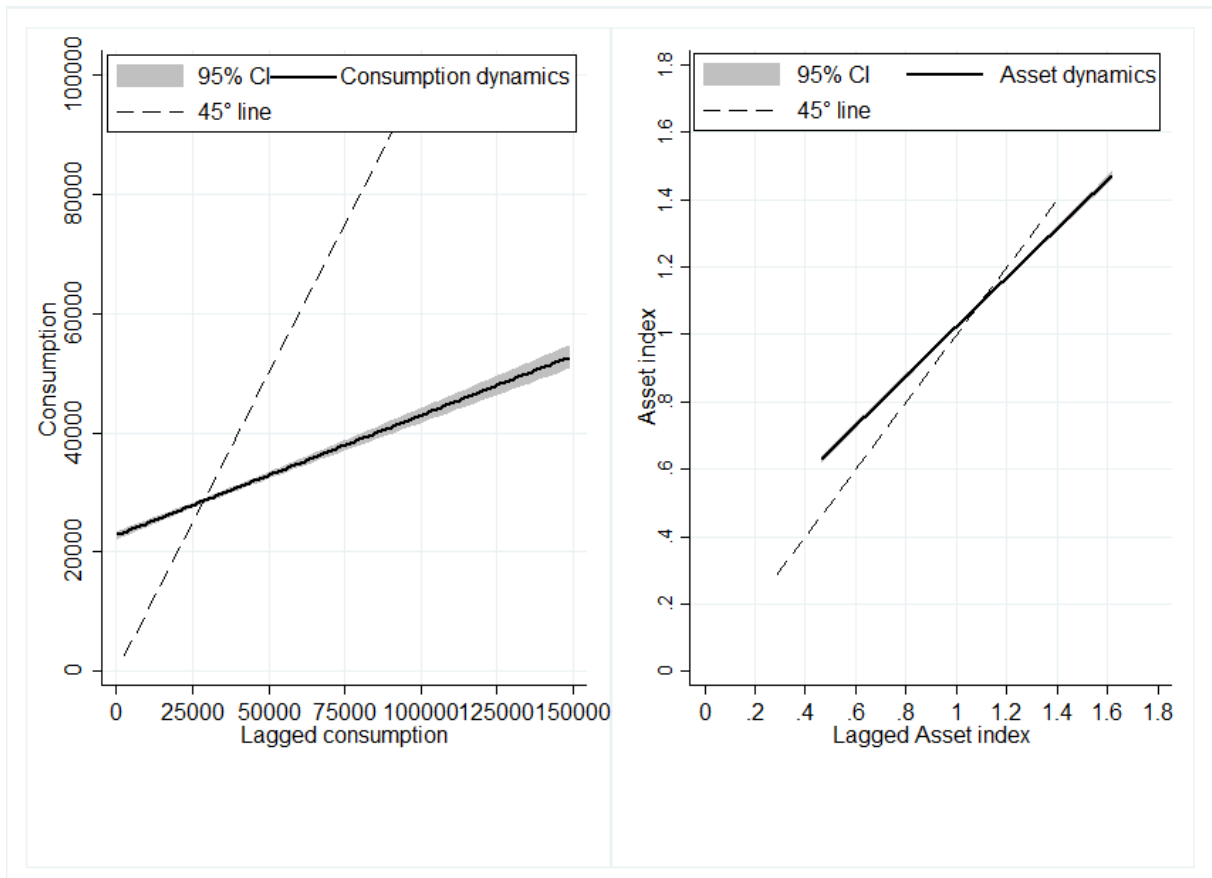 95% CI Consumption dynamics
45° line
100000
80000
60000
40000
20000
0
Consumption
0 25000 50000 75000 100000 125000 150000
Lagged consumption
95% CI Asset dynamics
45° line
1.8
1.6
1.4
1.2
1
.8
.6
.4
.2
0
Asset index
0 .2 .4 .6 .8 1 1.2 1.4 1.6 1.8
Lagged Asset index